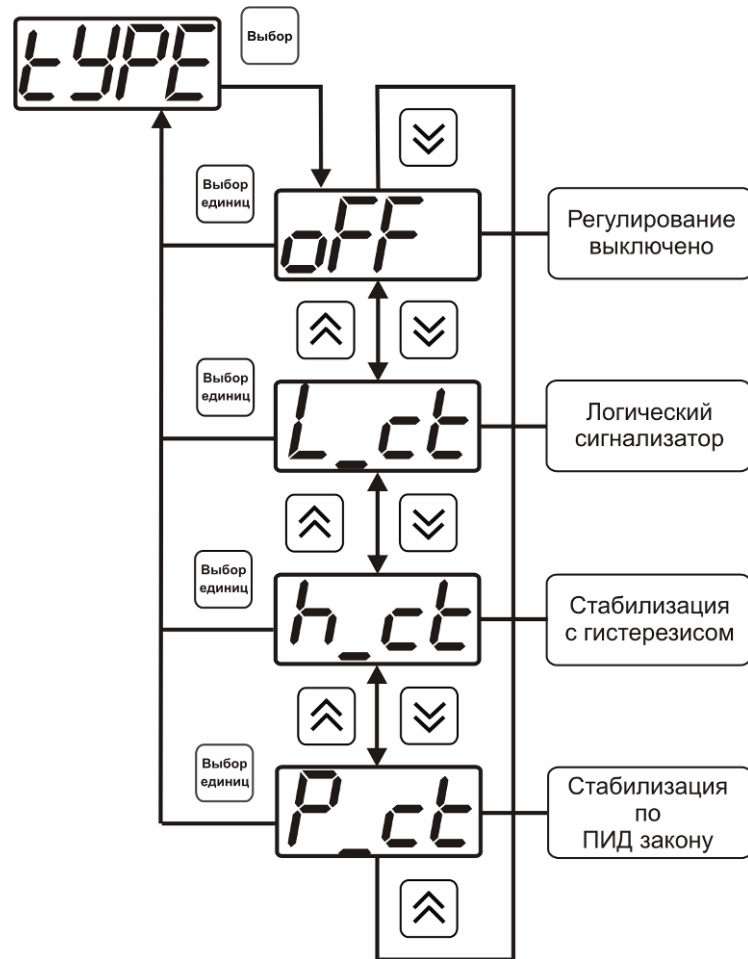 tYPE
Выбор
Выбор
единиц
oFF
Регулирование
выключено
Выбор
единиц
L_ct
Логический
сигнализатор
Выбор
единиц
h_ct
Стабилизация
с гистерезисом
Выбор
единиц
P_ct
Стабилизация
по
ПИД закону